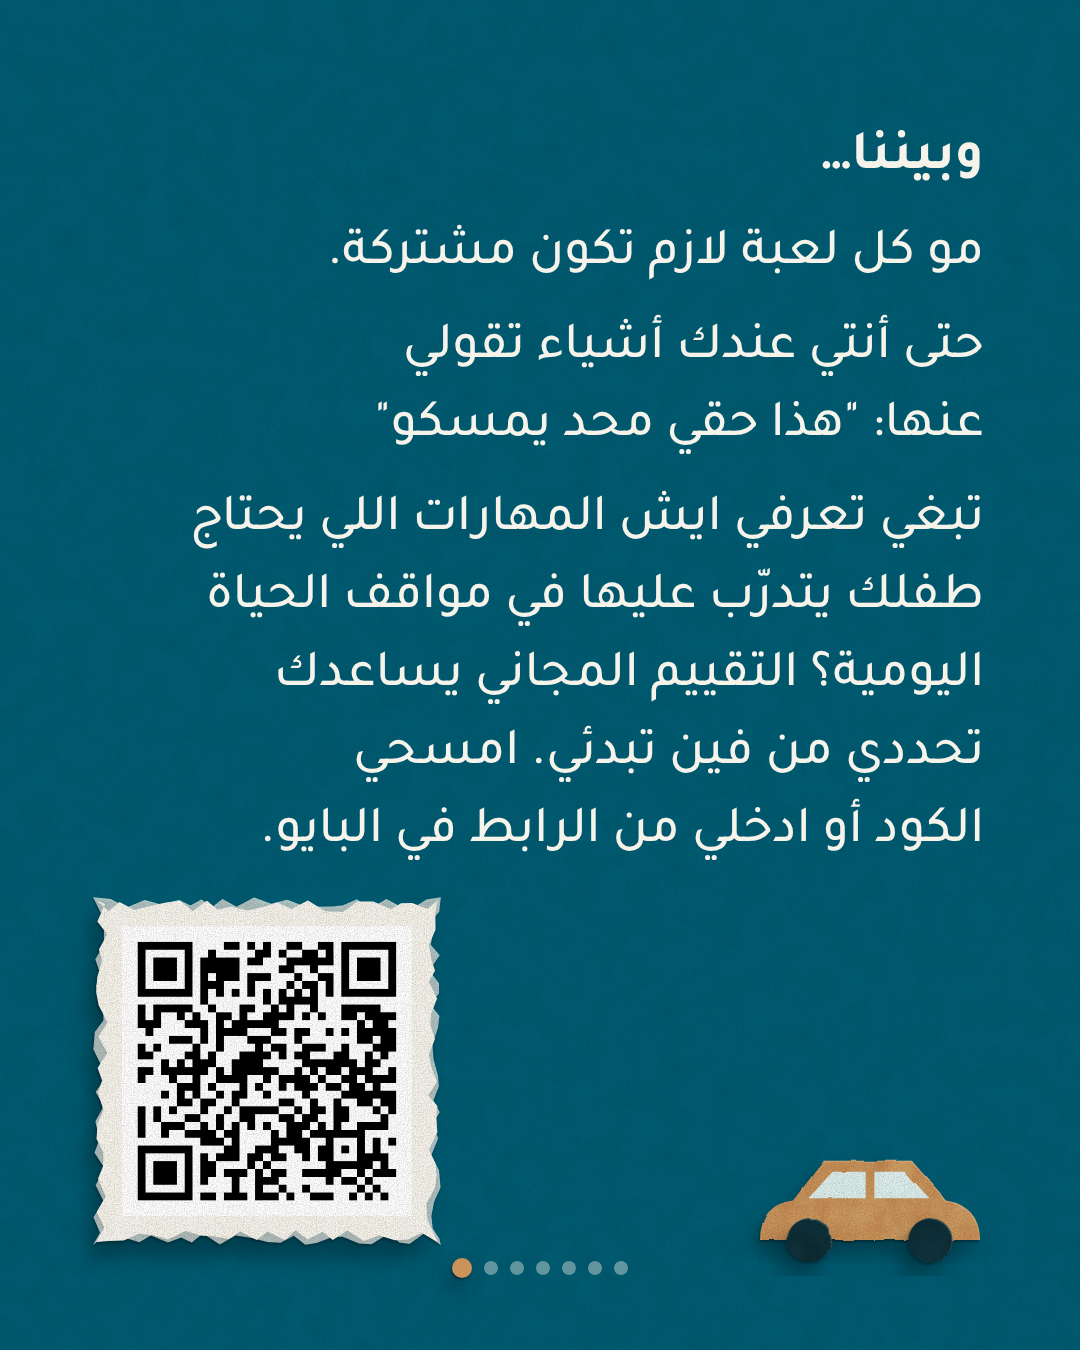 وبيننا...
مو كل لعبة لازم تكون مشتركة.
حتى أنتي عندك أشياء تقولي
عنها: "هذا حقي محد يمسكو"
تبغي تعرفي ايش المهارات اللي يحتاج
طفلك يتدرّب عليها في مواقف الحياة
اليومية؟ التقييم المجاني يساعدك
تحددي من فين تبدئي. امسحي
الكود أو ادخلي من الرابط في البايو.